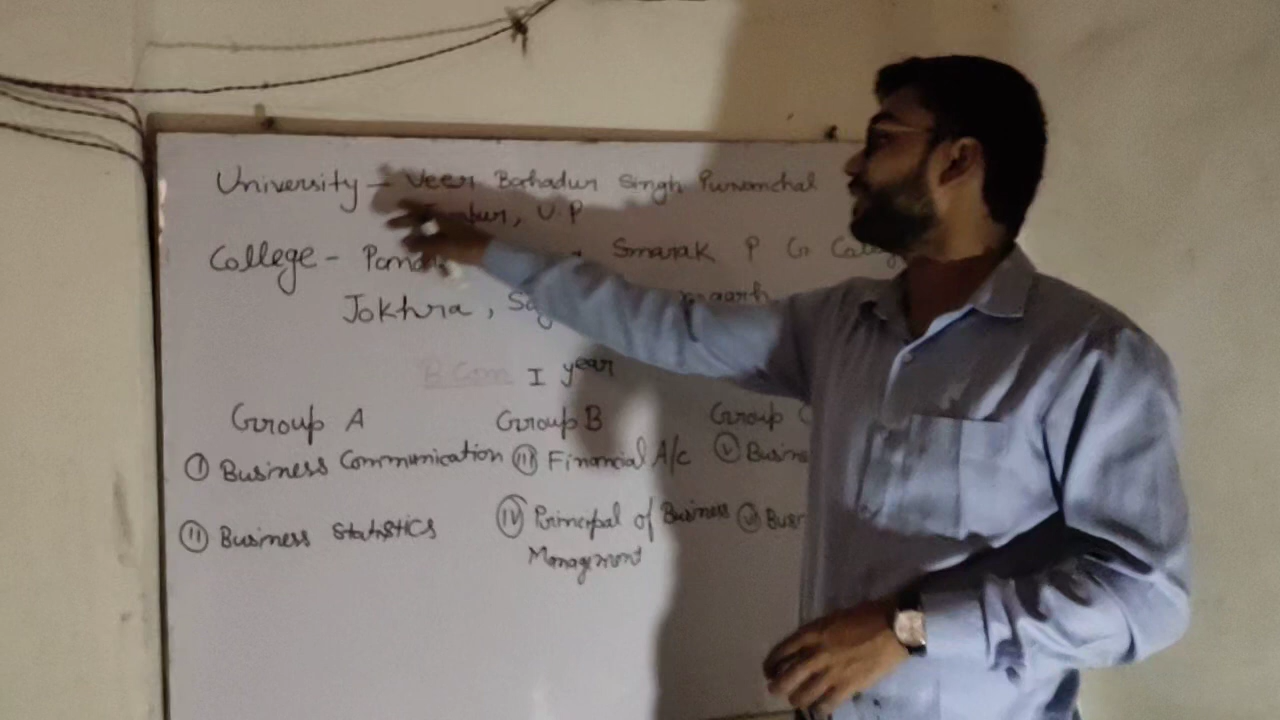 University - Veer Bahadur Singh Purvanchal
U.P
College - Smarak P G
Jokhra,
B.Com I year
Group A Group B Group C
(I) Business Communication (III) Financial A/c (V)
(II) Business Statistics (IV) Principal of Business
Management